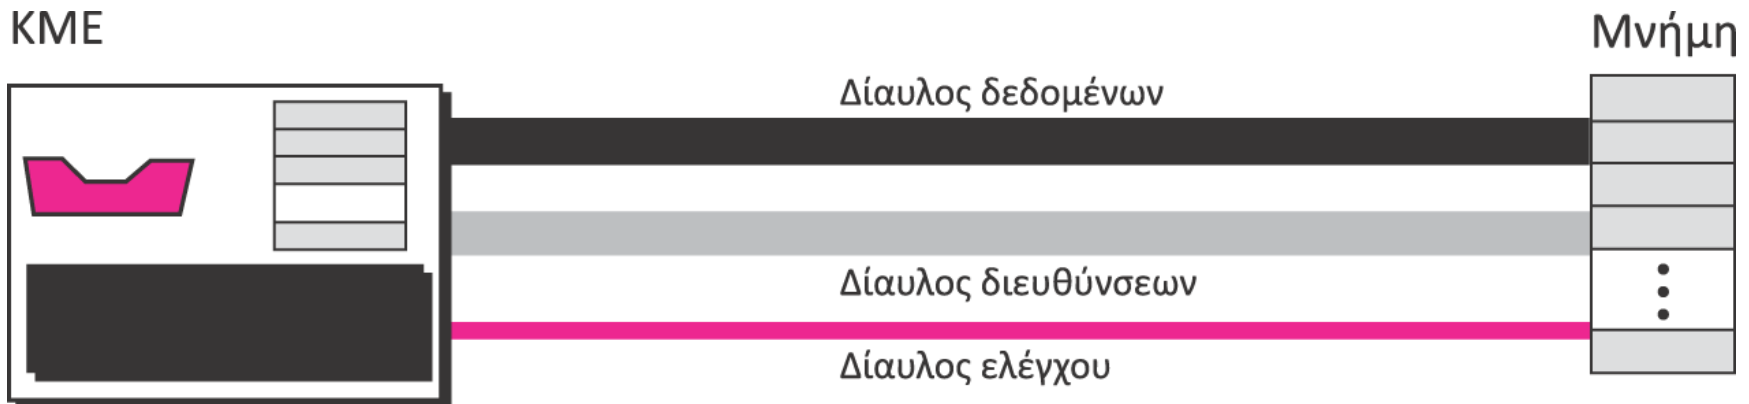 ΚΜΕ
Μνήμη
Δίαυλος δεδομένων
Δίαυλος διευθύνσεων
Δίαυλος ελέγχου